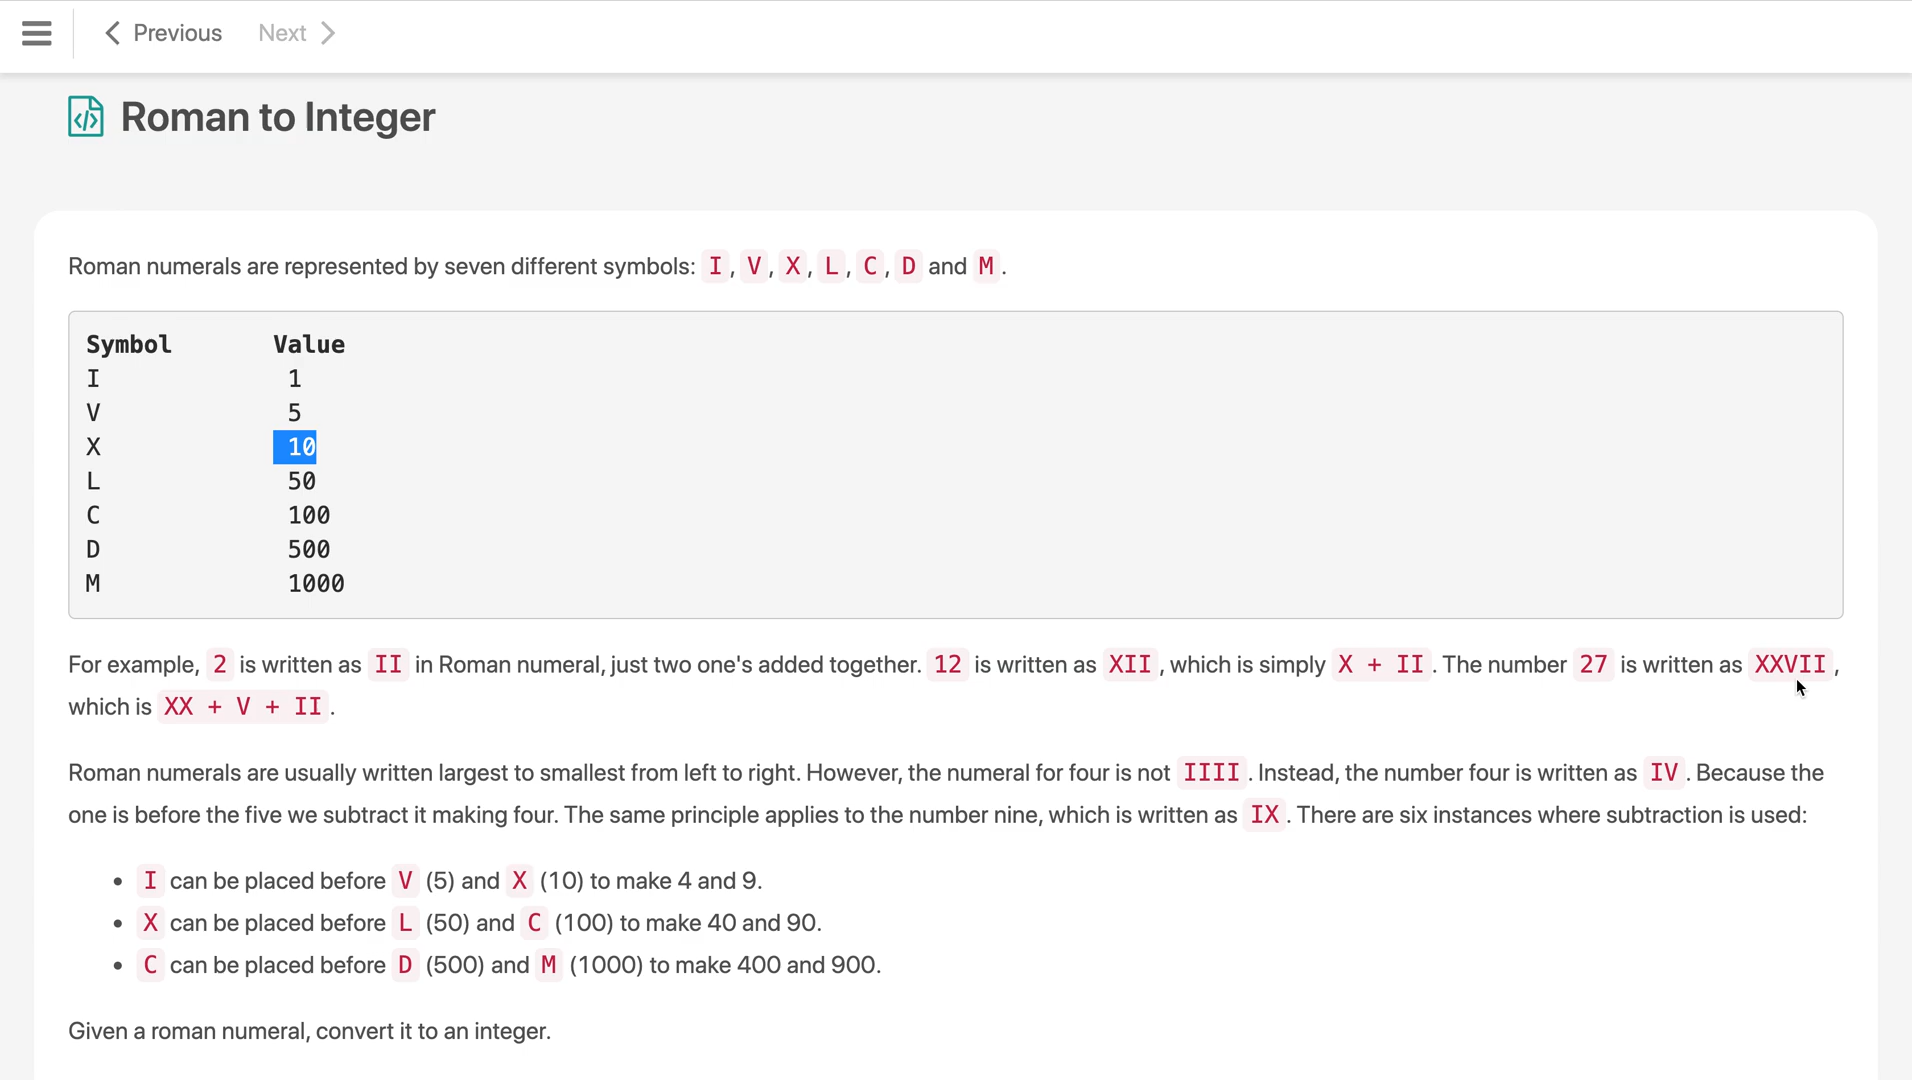 Previous Next
Roman to Integer
Roman numerals are represented by seven different symbols: I, V, X, L, C, D and M.
Symbol Value
I 1
V 5
X 10
L 50
C 100
D 500
M 1000
For example, 2 is written as II in Roman numeral, just two one's added together. 12 is written as XII, which is simply X + II. The number 27 is written as XXVII,
which is XX + V + II.
Roman numerals are usually written largest to smallest from left to right. However, the numeral for four is not IIII. Instead, the number four is written as IV. Because the
one is before the five we subtract it making four. The same principle applies to the number nine, which is written as IX. There are six instances where subtraction is used:
• I can be placed before V (5) and X (10) to make 4 and 9.
• X can be placed before L (50) and C (100) to make 40 and 90.
• C can be placed before D (500) and M (1000) to make 400 and 900.
Given a roman numeral, convert it to an integer.